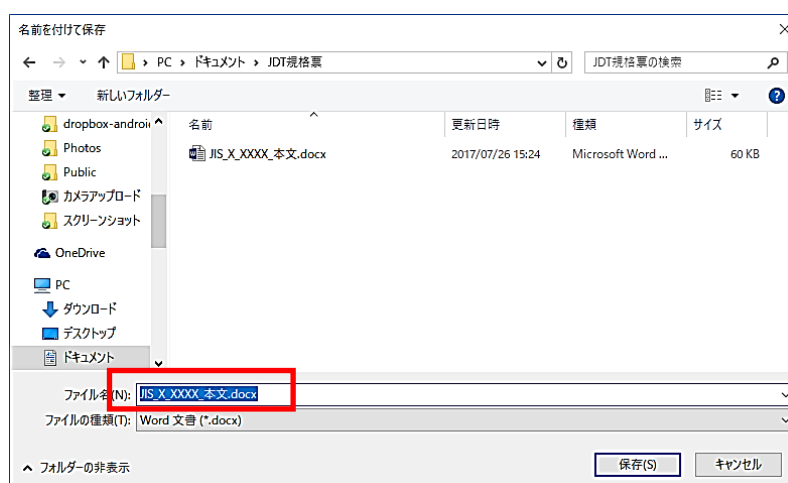 名前を付けて保存
PC › ドキュメント › JDT規格票
JDT規格票の検索
整理 新しいフォルダー
名前 更新日時 種類 サイズ
JIS_X_XXXX_本文.docx 2017/07/26 15:24 Microsoft Word ... 60 KB
dropbox-androi
Photos
Public
カメラアップロード
スクリーンショット
OneDrive
PC
ダウンロード
デスクトップ
ドキュメント
ファイル名(N): JIS_X_XXXX_本文.docx
ファイルの種類(T): Word 文書 (*.docx)
フォルダーの非表示
保存(S) キャンセル